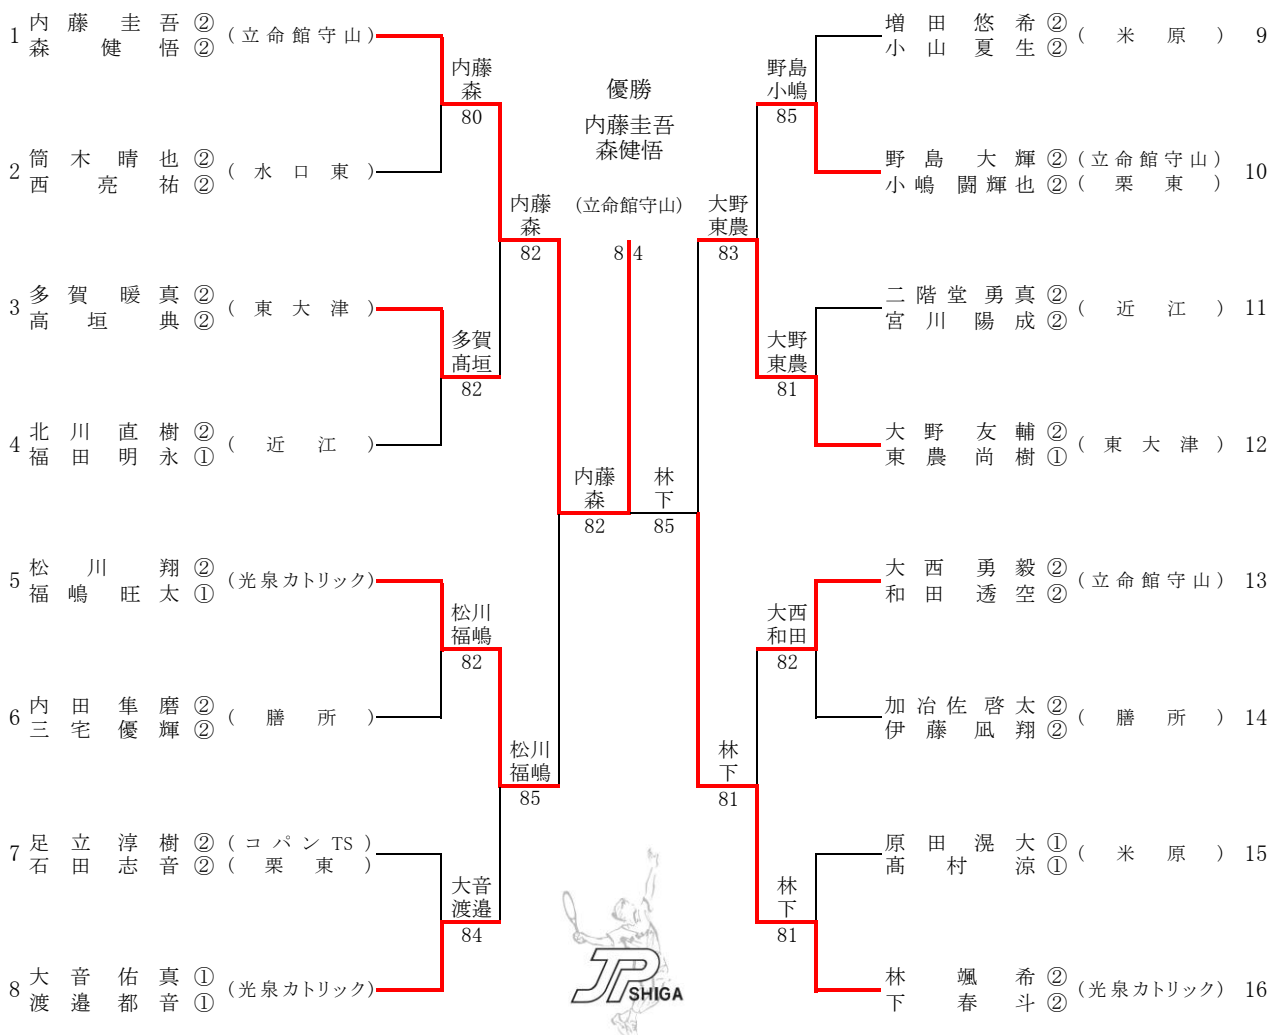 1 内藤圭吾 ② (立命館守山)
森健悟 ②
内藤
森
80
2 筒木晴也 ② (水口東)
西亮祐 ②
内藤
森
82
3 多賀暖真 ② (東大津)
高垣典 ②
多賀
髙垣
82
4 北川直樹 ② (近江)
福田明永 ①
内藤
森
82
5 松川翔 ② (光泉カトリック)
福嶋旺太 ①
松川
福嶋
82
6 内田隼磨 ② (膳所)
三宅優輝 ②
松川
福嶋
85
7 足立淳樹 ② (コパンTS)
石田志音 ② (栗東)
大音
渡邉
84
8 大音佑真 ① (光泉カトリック)
渡邉都音 ①
優勝
内藤圭吾
森健悟
(立命館守山)
8 4
増田悠希 ② (米原) 9
小山夏生 ②
野島
小嶋
85
野島大輝 ② (立命館守山) 10
小嶋闘輝也 ② (栗東)
大野
東農
83
二階堂勇真 ② (近江) 11
宮川陽成 ②
大野
東農
81
大野友輔 ② (東大津) 12
東農尚樹 ①
林
下
85
大西勇毅 ② (立命館守山) 13
和田透空 ②
大西
和田
82
加冶佐啓太 ② (膳所) 14
伊藤凪翔 ②
林
下
81
原田滉大 ① (米原) 15
髙村涼 ①
林
下
81
林颯希 ② (光泉カトリック) 16
下春斗 ②
JP SHIGA